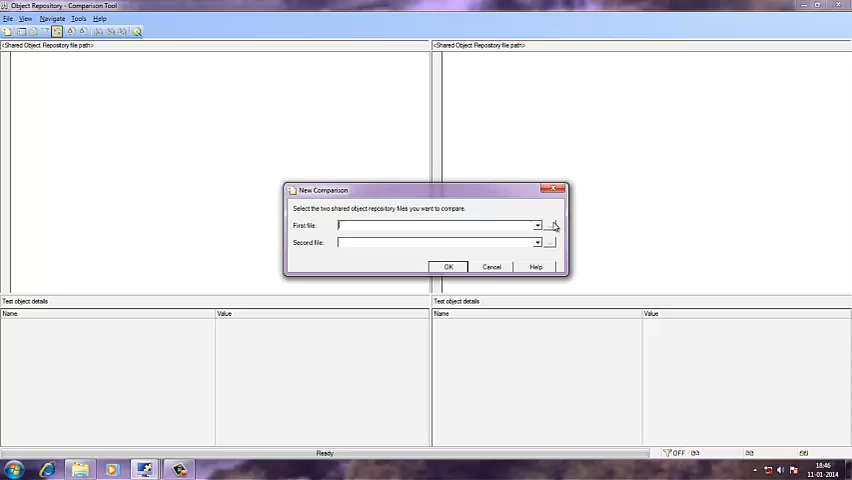 Object Repository - Comparison Tool
File View Navigate Tools Help
<Shared Object Repository file path> <Shared Object Repository file path>
New Comparison
Select the two shared object repository files you want to compare.
First file: ...
Second file: ...
OK Cancel Help
Test object details Test object details
Name Value Name Value
Ready OFF
18:46
11-01-2014